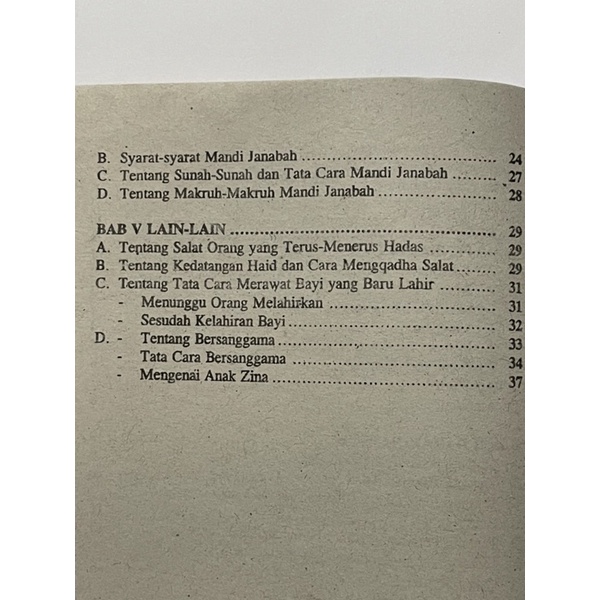 B. Syarat-syarat Mandi Janabah ........................................ 24
C. Tentang Sunah-Sunah dan Tata Cara Mandi Janabah ......... 27
D. Tentang Makruh-Makruh Mandi Janabah ......................... 28
BAB V LAIN-LAIN ...................................................... 29
A. Tentang Salat Orang yang Terus-Menerus Hadas ............. 29
B. Tentang Kedatangan Haid dan Cara Mengqadha Salat ........ 29
C. Tentang Tata Cara Merawat Bayi yang Baru Lahir ............ 31
- Menunggu Orang Melahirkan ................................... 31
- Sesudah Kelahiran Bayi .......................................... 32
D. - Tentang Bersanggama ........................................... 33
- Tata Cara Bersanggama .......................................... 34
- Mengenai Anak Zina .............................................. 37